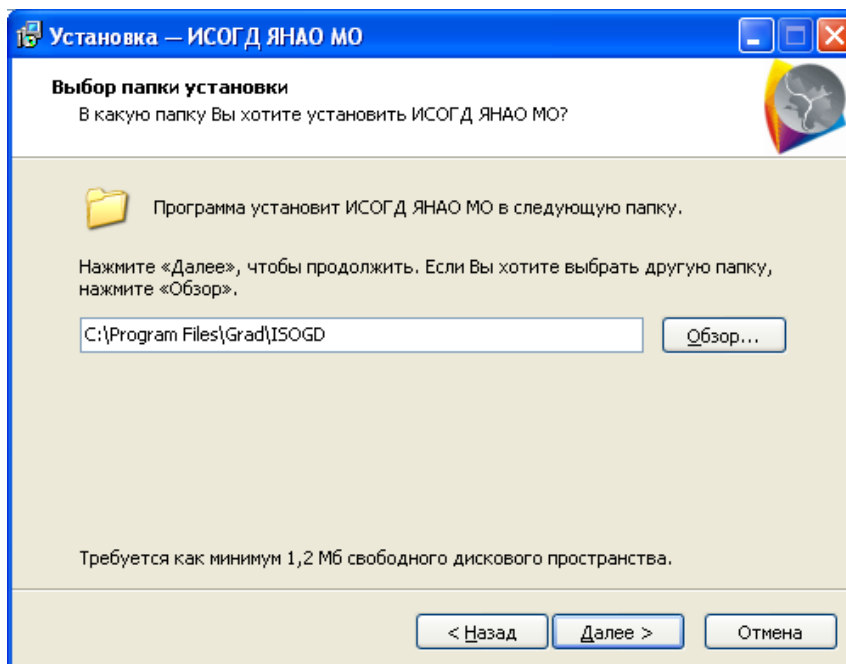 Установка — ИСОГД ЯНАО МО
Выбор папки установки
В какую папку Вы хотите установить ИСОГД ЯНАО МО?
Программа установит ИСОГД ЯНАО МО в следующую папку.
Нажмите «Далее», чтобы продолжить. Если Вы хотите выбрать другую папку,
нажмите «Обзор».
C:\Program Files\Grad\ISOGD
Обзор...
Требуется как минимум 1,2 Мб свободного дискового пространства.
< Назад
Далее >
Отмена